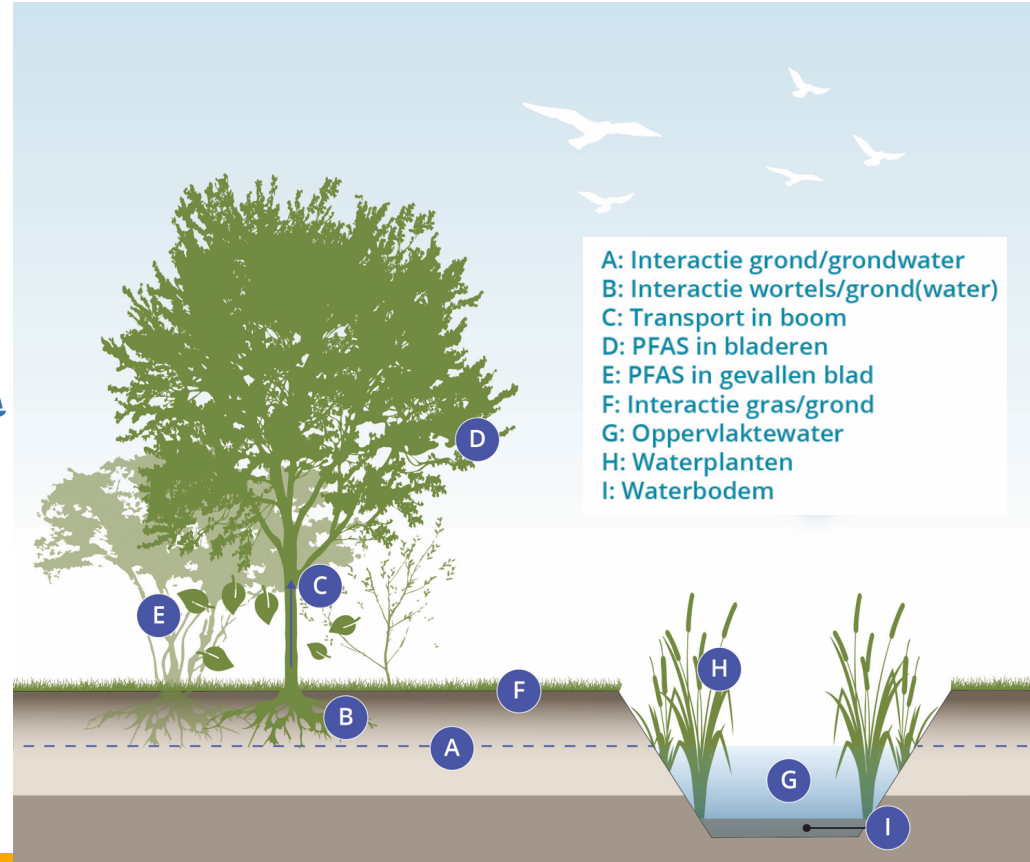 A: Interactie grond/grondwater
B: Interactie wortels/grond(water)
C: Transport in boom
D: PFAS in bladeren
E: PFAS in gevallen blad
F: Interactie gras/grond
G: Oppervlaktewater
H: Waterplanten
I: Waterbodem
D
C
E
H
F
B
A
G
I